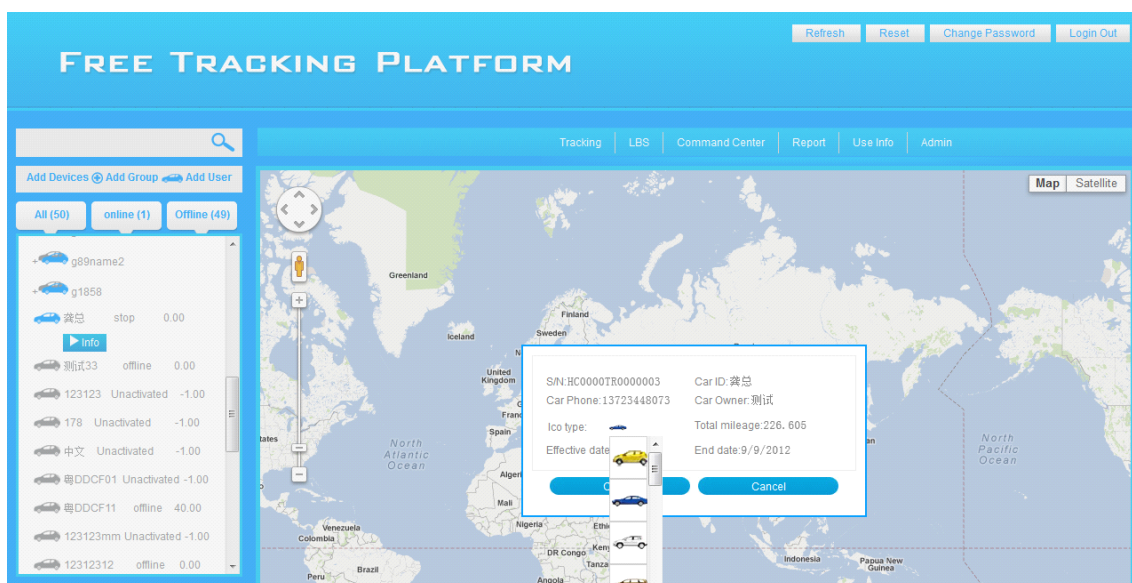 Refresh Reset Change Password Login Out
FREE TRACKING PLATFORM
Tracking LBS Command Center Report Use Info Admin
Add Devices Add Group Add User
All (50) online (1) Offline (49)
+ g89name2
+ g1858
龚总 stop 0.00
Info
测试33 offline 0.00
123123 Unactivated -1.00
178 Unactivated -1.00
中文 Unactivated -1.00
粤DDCF01 Unactivated -1.00
粤DDCF11 offline 40.00
123123mm Unactivated -1.00
12312312 offline 0.00
Map Satellite
Greenland
Finland
Iceland
Sweden
United
Kingdom
Spain
North
Atlantic
Ocean
Mali
Nigeria
Venezuela
Colombia
DR Congo
Angola
Brazil
Peru
Indonesia
Papua New
Guinea
North
Pacific
Ocean
S/N:HC0000TR0000003 Car ID:龚总
Car Phone:13723448073 Car Owner:测试
Ico type: Total mileage:226. 605
Effective date End date:9/9/2012
Cancel